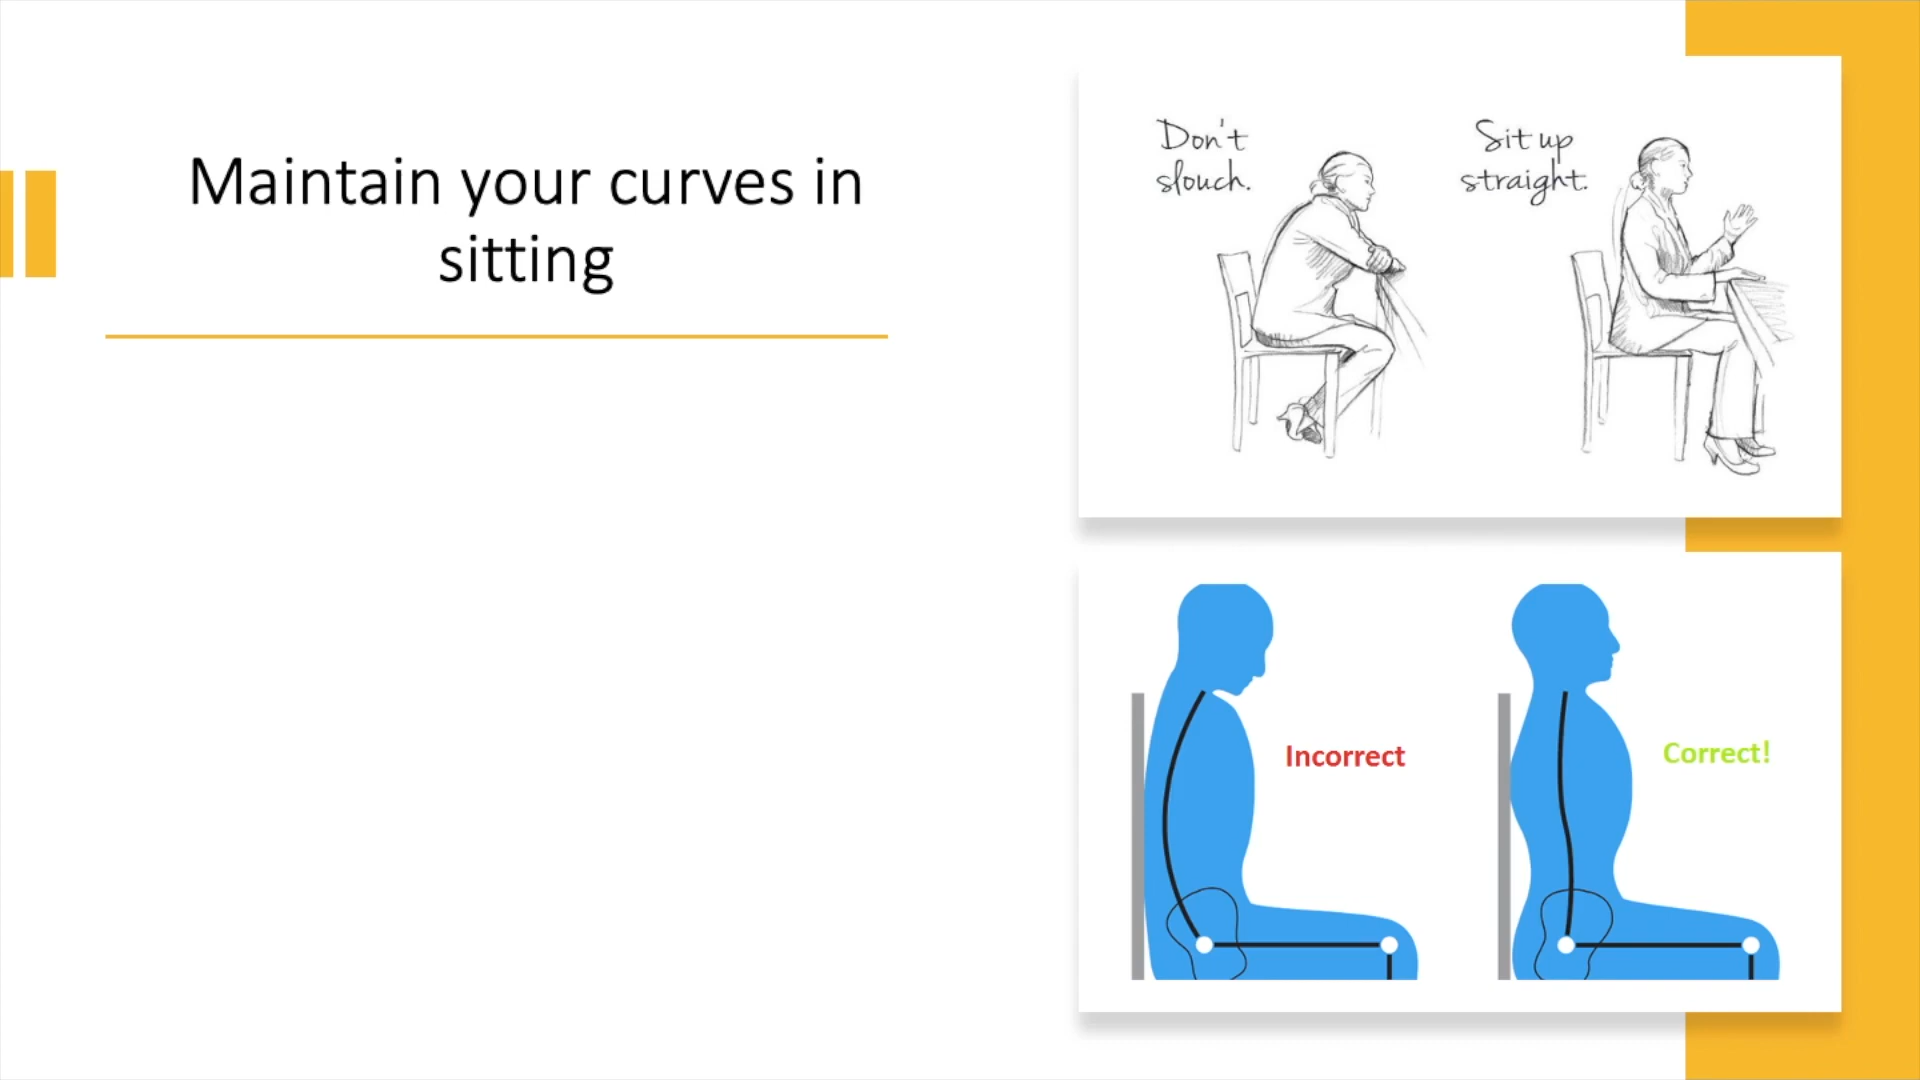 Maintain your curves in
sitting
Don't
slouch.
Sit up
straight.
Incorrect
Correct!